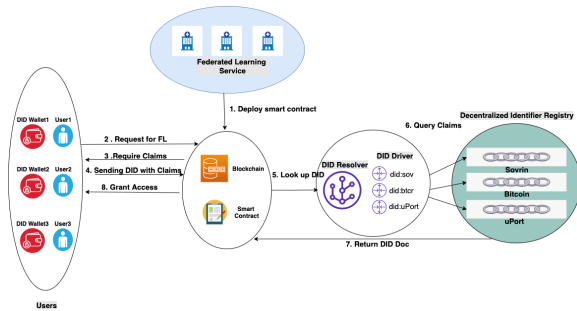 Federated Learning
Service
1. Deploy smart contract
DID Wallet1 User1
2 . Request for FL
3 .Require Claims
DID Wallet2 User2
4. Sending DID with Claims
8. Grant Access
DID Wallet3 User3
Users
Blockchain
Smart
Contract
5. Look up DID
DID Resolver
DID Driver
did:sov
did:btcr
did:uPort
6. Query Claims
Decentralized Identifier Registry
Sovrin
Bitcoin
uPort
7. Return DID Doc